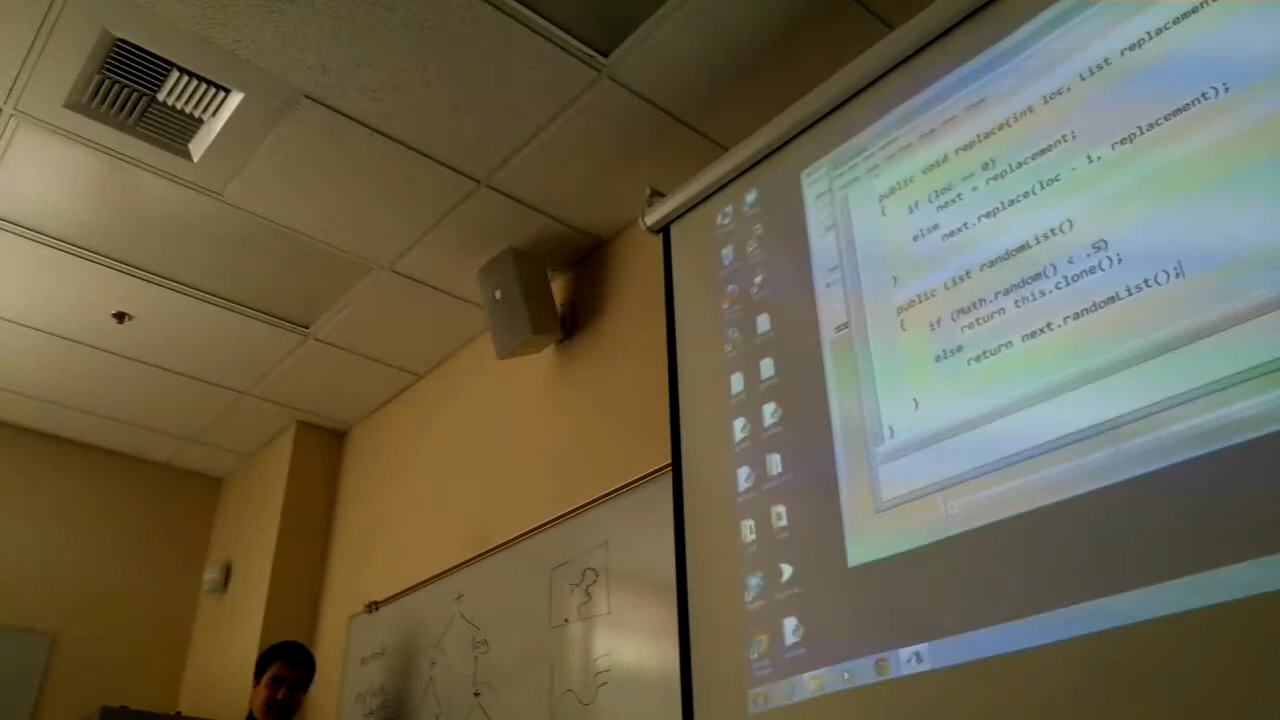 public void replace(int loc, List replacement
{ if (loc == 0)
next = replacement;
else
next.replace(loc - 1, replacement);
}
public List randomList()
{ if (Math.random() < .5)
return this.clone();
else
return next.randomList();
}
}